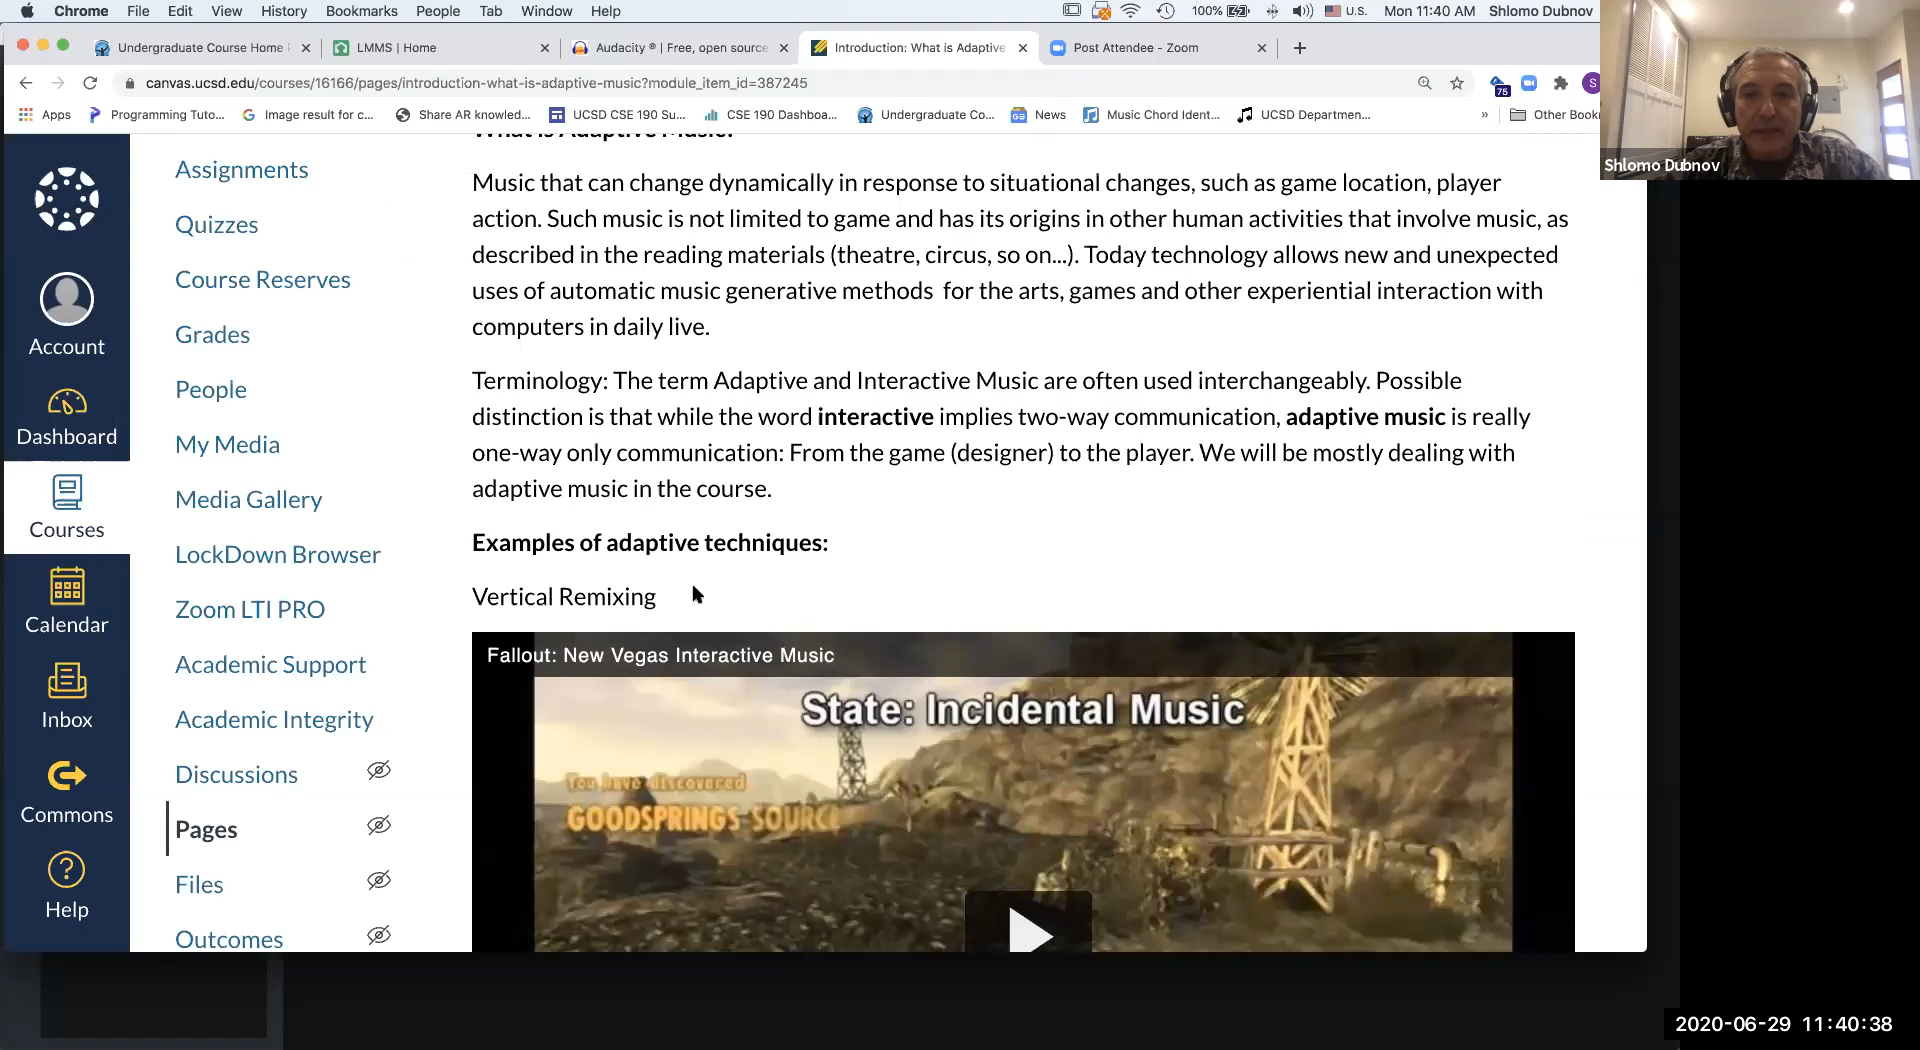 Chrome File Edit View History Bookmarks People Tab Window Help
100% U.S. Mon 11:40 AM Shlomo Dubnov
Undergraduate Course Home
LMMS | Home
Audacity ® | Free, open source
Introduction: What is Adaptive
Post Attendee - Zoom
canvas.ucsd.edu/courses/16166/pages/introduction-what-is-adaptive-music?module_item_id=387245
75
S
Apps
Programming Tuto...
Image result for c...
Share AR knowled...
UCSD CSE 190 Su...
CSE 190 Dashboa...
Undergraduate Co...
News
Music Chord Ident...
UCSD Departmen...
»
Other Book
Shlomo Dubnov
Account
Dashboard
Courses
Calendar
Inbox
Commons
Help
Assignments
Quizzes
Course Reserves
Grades
People
My Media
Media Gallery
LockDown Browser
Zoom LTI PRO
Academic Support
Academic Integrity
Discussions
Pages
Files
Outcomes
What is Adaptive Music?
Music that can change dynamically in response to situational changes, such as game location, player
action. Such music is not limited to game and has its origins in other human activities that involve music, as
described in the reading materials (theatre, circus, so on...). Today technology allows new and unexpected
uses of automatic music generative methods for the arts, games and other experiential interaction with
computers in daily live.
Terminology: The term Adaptive and Interactive Music are often used interchangeably. Possible
distinction is that while the word interactive implies two-way communication, adaptive music is really
one-way only communication: From the game (designer) to the player. We will be mostly dealing with
adaptive music in the course.
Examples of adaptive techniques:
Vertical Remixing
Fallout: New Vegas Interactive Music
State: Incidental Music
You have discovered
GOODSPRINGS SOURCE
2020-06-29 11:40:38